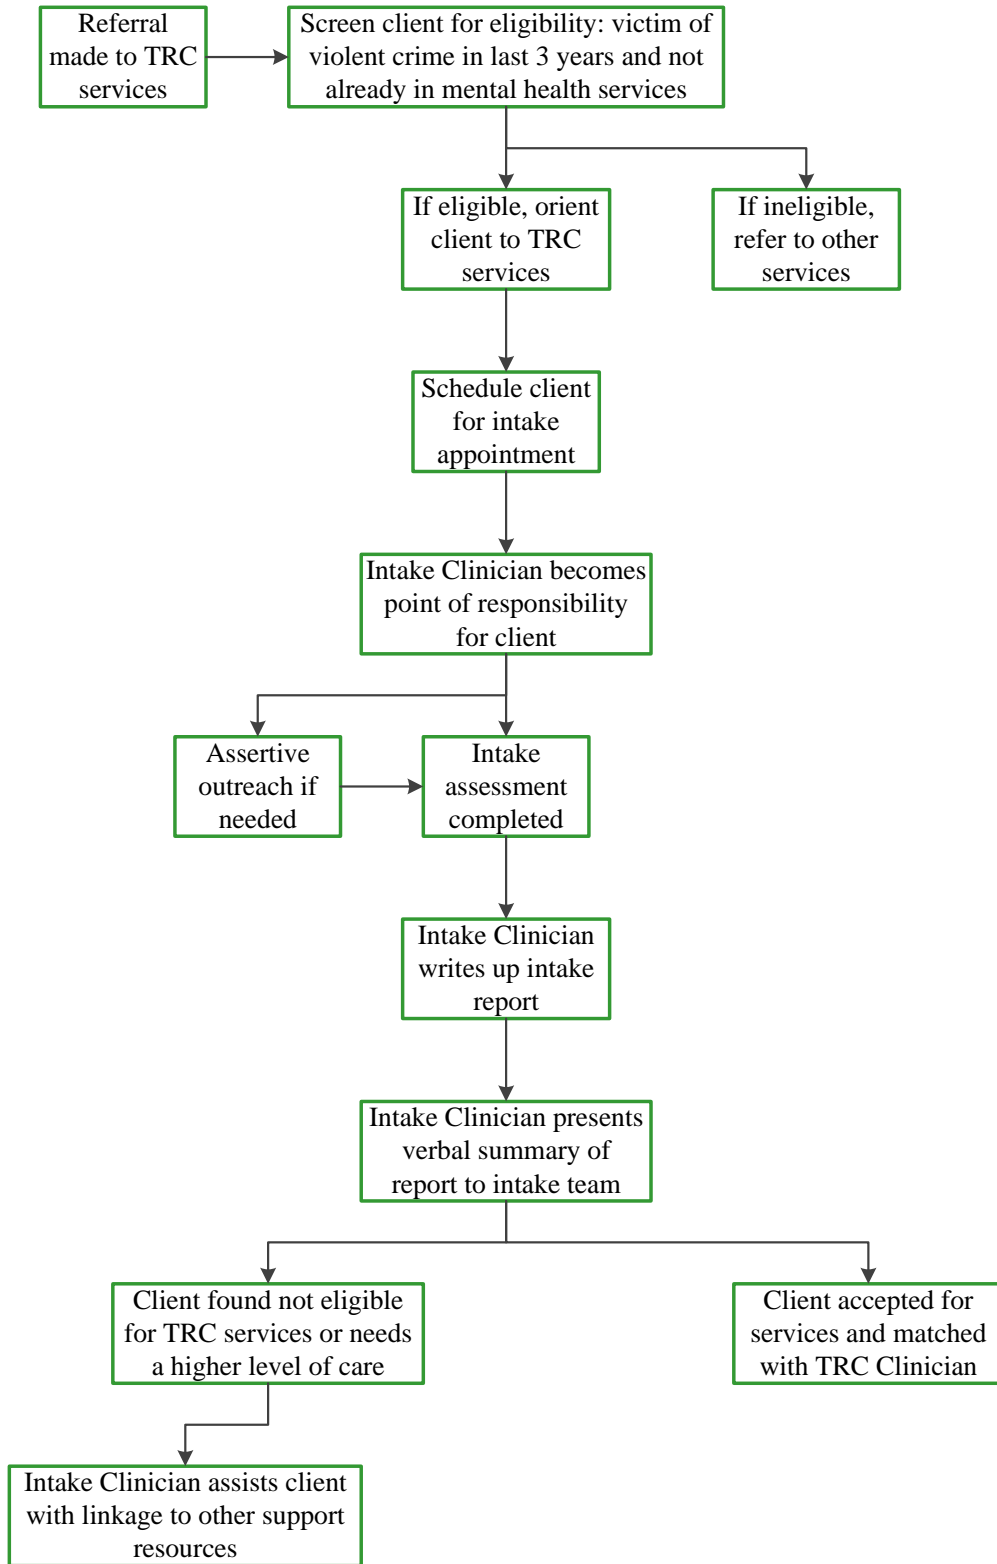 Referral
made to TRC
services
Screen client for eligibility: victim of
violent crime in last 3 years and not
already in mental health services
If eligible, orient
client to TRC
services
If ineligible,
refer to other
services
Schedule client
for intake
appointment
Intake Clinician becomes
point of responsibility
for client
Assertive
outreach if
needed
Intake
assessment
completed
Intake Clinician
writes up intake
report
Intake Clinician presents
verbal summary of
report to intake team
Client found not eligible
for TRC services or needs
a higher level of care
Client accepted for
services and matched
with TRC Clinician
Intake Clinician assists client
with linkage to other support
resources